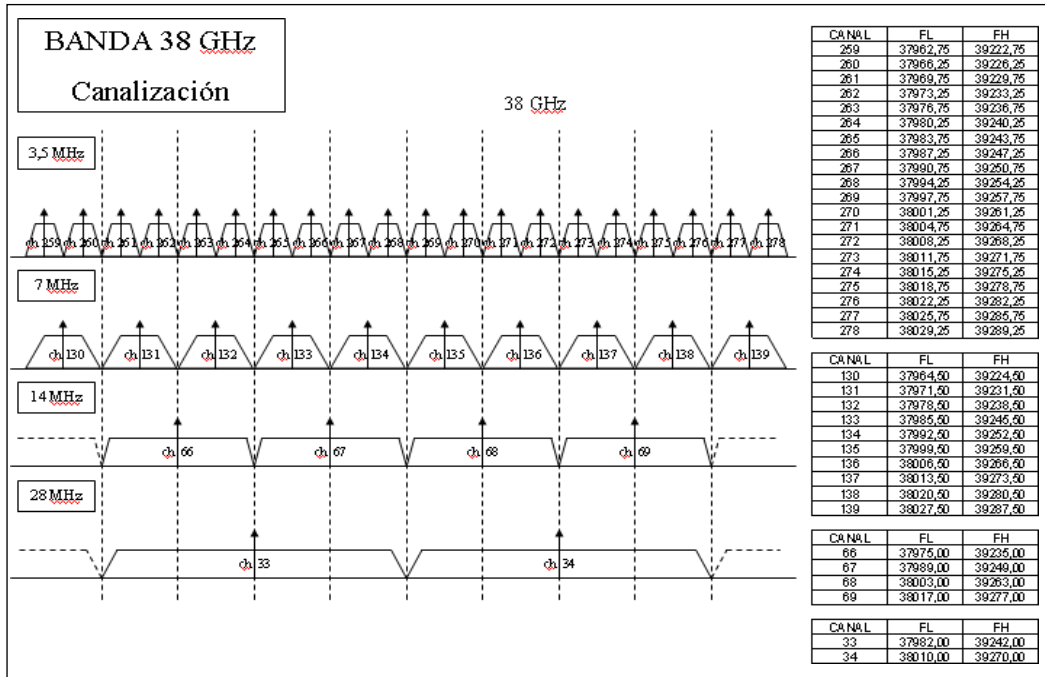 BANDA 38 GHz
Canalización
38 GHz
3,5 MHz
ch 259 ch 260 ch 261 ch 262 ch 263 ch 264 ch 265 ch 266 ch 267 ch 268 ch 269 ch 270 ch 271 ch 272 ch 273 ch 274 ch 275 ch 276 ch 277 ch 278
7 MHz
ch 130 ch 131 ch 132 ch 133 ch 134 ch 135 ch 136 ch 137 ch 138 ch 139
14 MHz
ch 66 ch 67 ch 68 ch 69
28 MHz
ch 33 ch 34
CANAL FL FH
259 37962,75 39222,75
260 37966,25 39226,25
261 37969,75 39229,75
262 37973,25 39233,25
263 37976,75 39236,75
264 37980,25 39240,25
265 37983,75 39243,75
266 37987,25 39247,25
267 37990,75 39250,75
268 37994,25 39254,25
269 37997,75 39257,75
270 38001,25 39261,25
271 38004,75 39264,75
272 38008,25 39268,25
273 38011,75 39271,75
274 38015,25 39275,25
275 38018,75 39278,75
276 38022,25 39282,25
277 38025,75 39285,75
278 38029,25 39289,25
CANAL FL FH
130 37964,50 39224,50
131 37971,50 39231,50
132 37978,50 39238,50
133 37985,50 39245,50
134 37992,50 39252,50
135 37999,50 39259,50
136 38006,50 39266,50
137 38013,50 39273,50
138 38020,50 39280,50
139 38027,50 39287,50
CANAL FL FH
66 37975,00 39235,00
67 37989,00 39249,00
68 38003,00 39263,00
69 38017,00 39277,00
CANAL FL FH
33 37982,00 39242,00
34 38010,00 39270,00